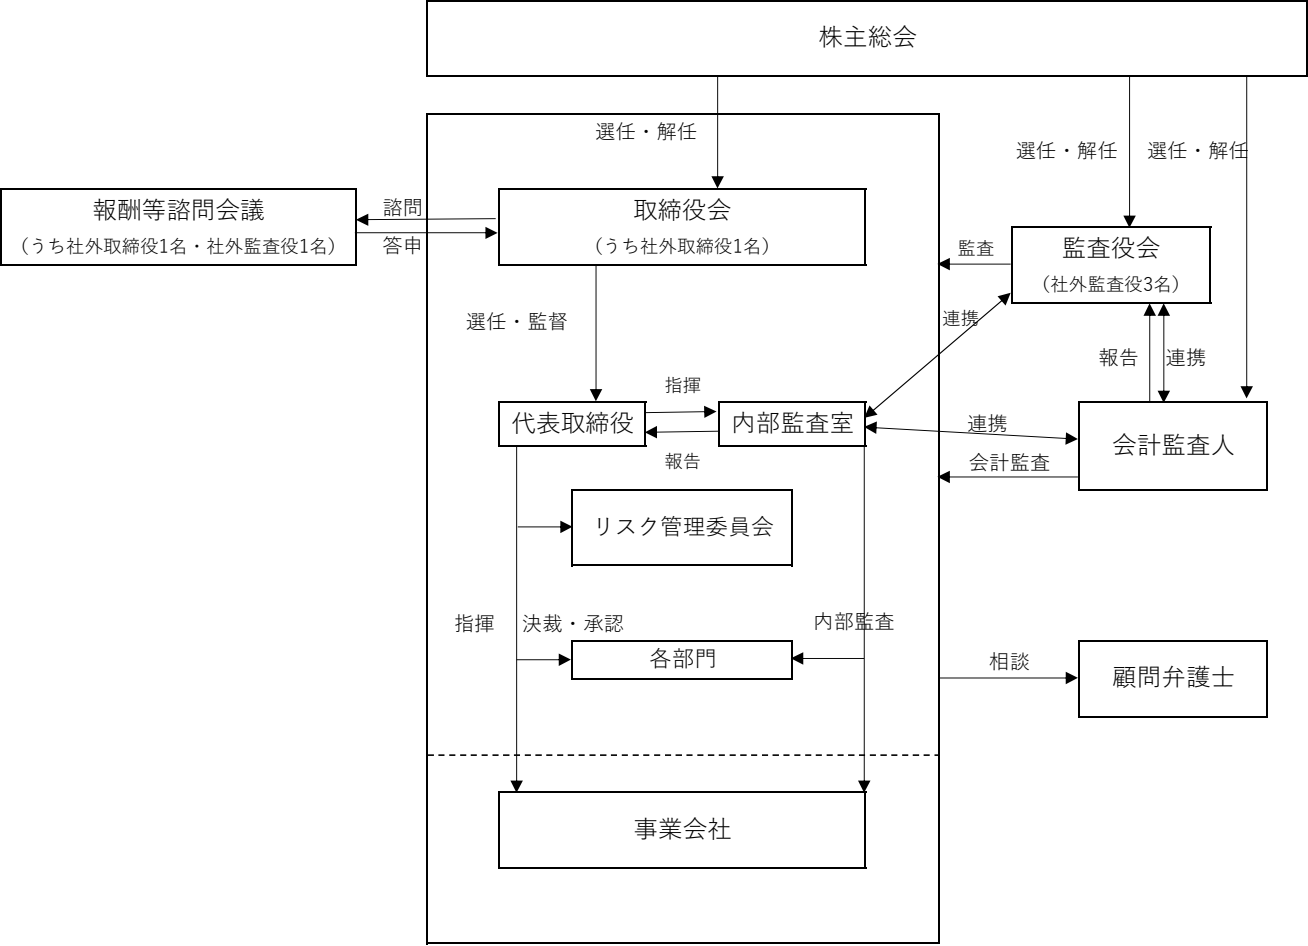 株主総会
選任・解任
選任・解任
選任・解任
報酬等諮問会議
（うち社外取締役1名・社外監査役1名）
諮問
答申
取締役会
（うち社外取締役1名）
監査
監査役会
（社外監査役3名）
選任・監督
連携
報告
連携
指揮
代表取締役
内部監査室
報告
連携
会計監査
会計監査人
リスク管理委員会
指揮
決裁・承認
内部監査
各部門
相談
顧問弁護士
事業会社